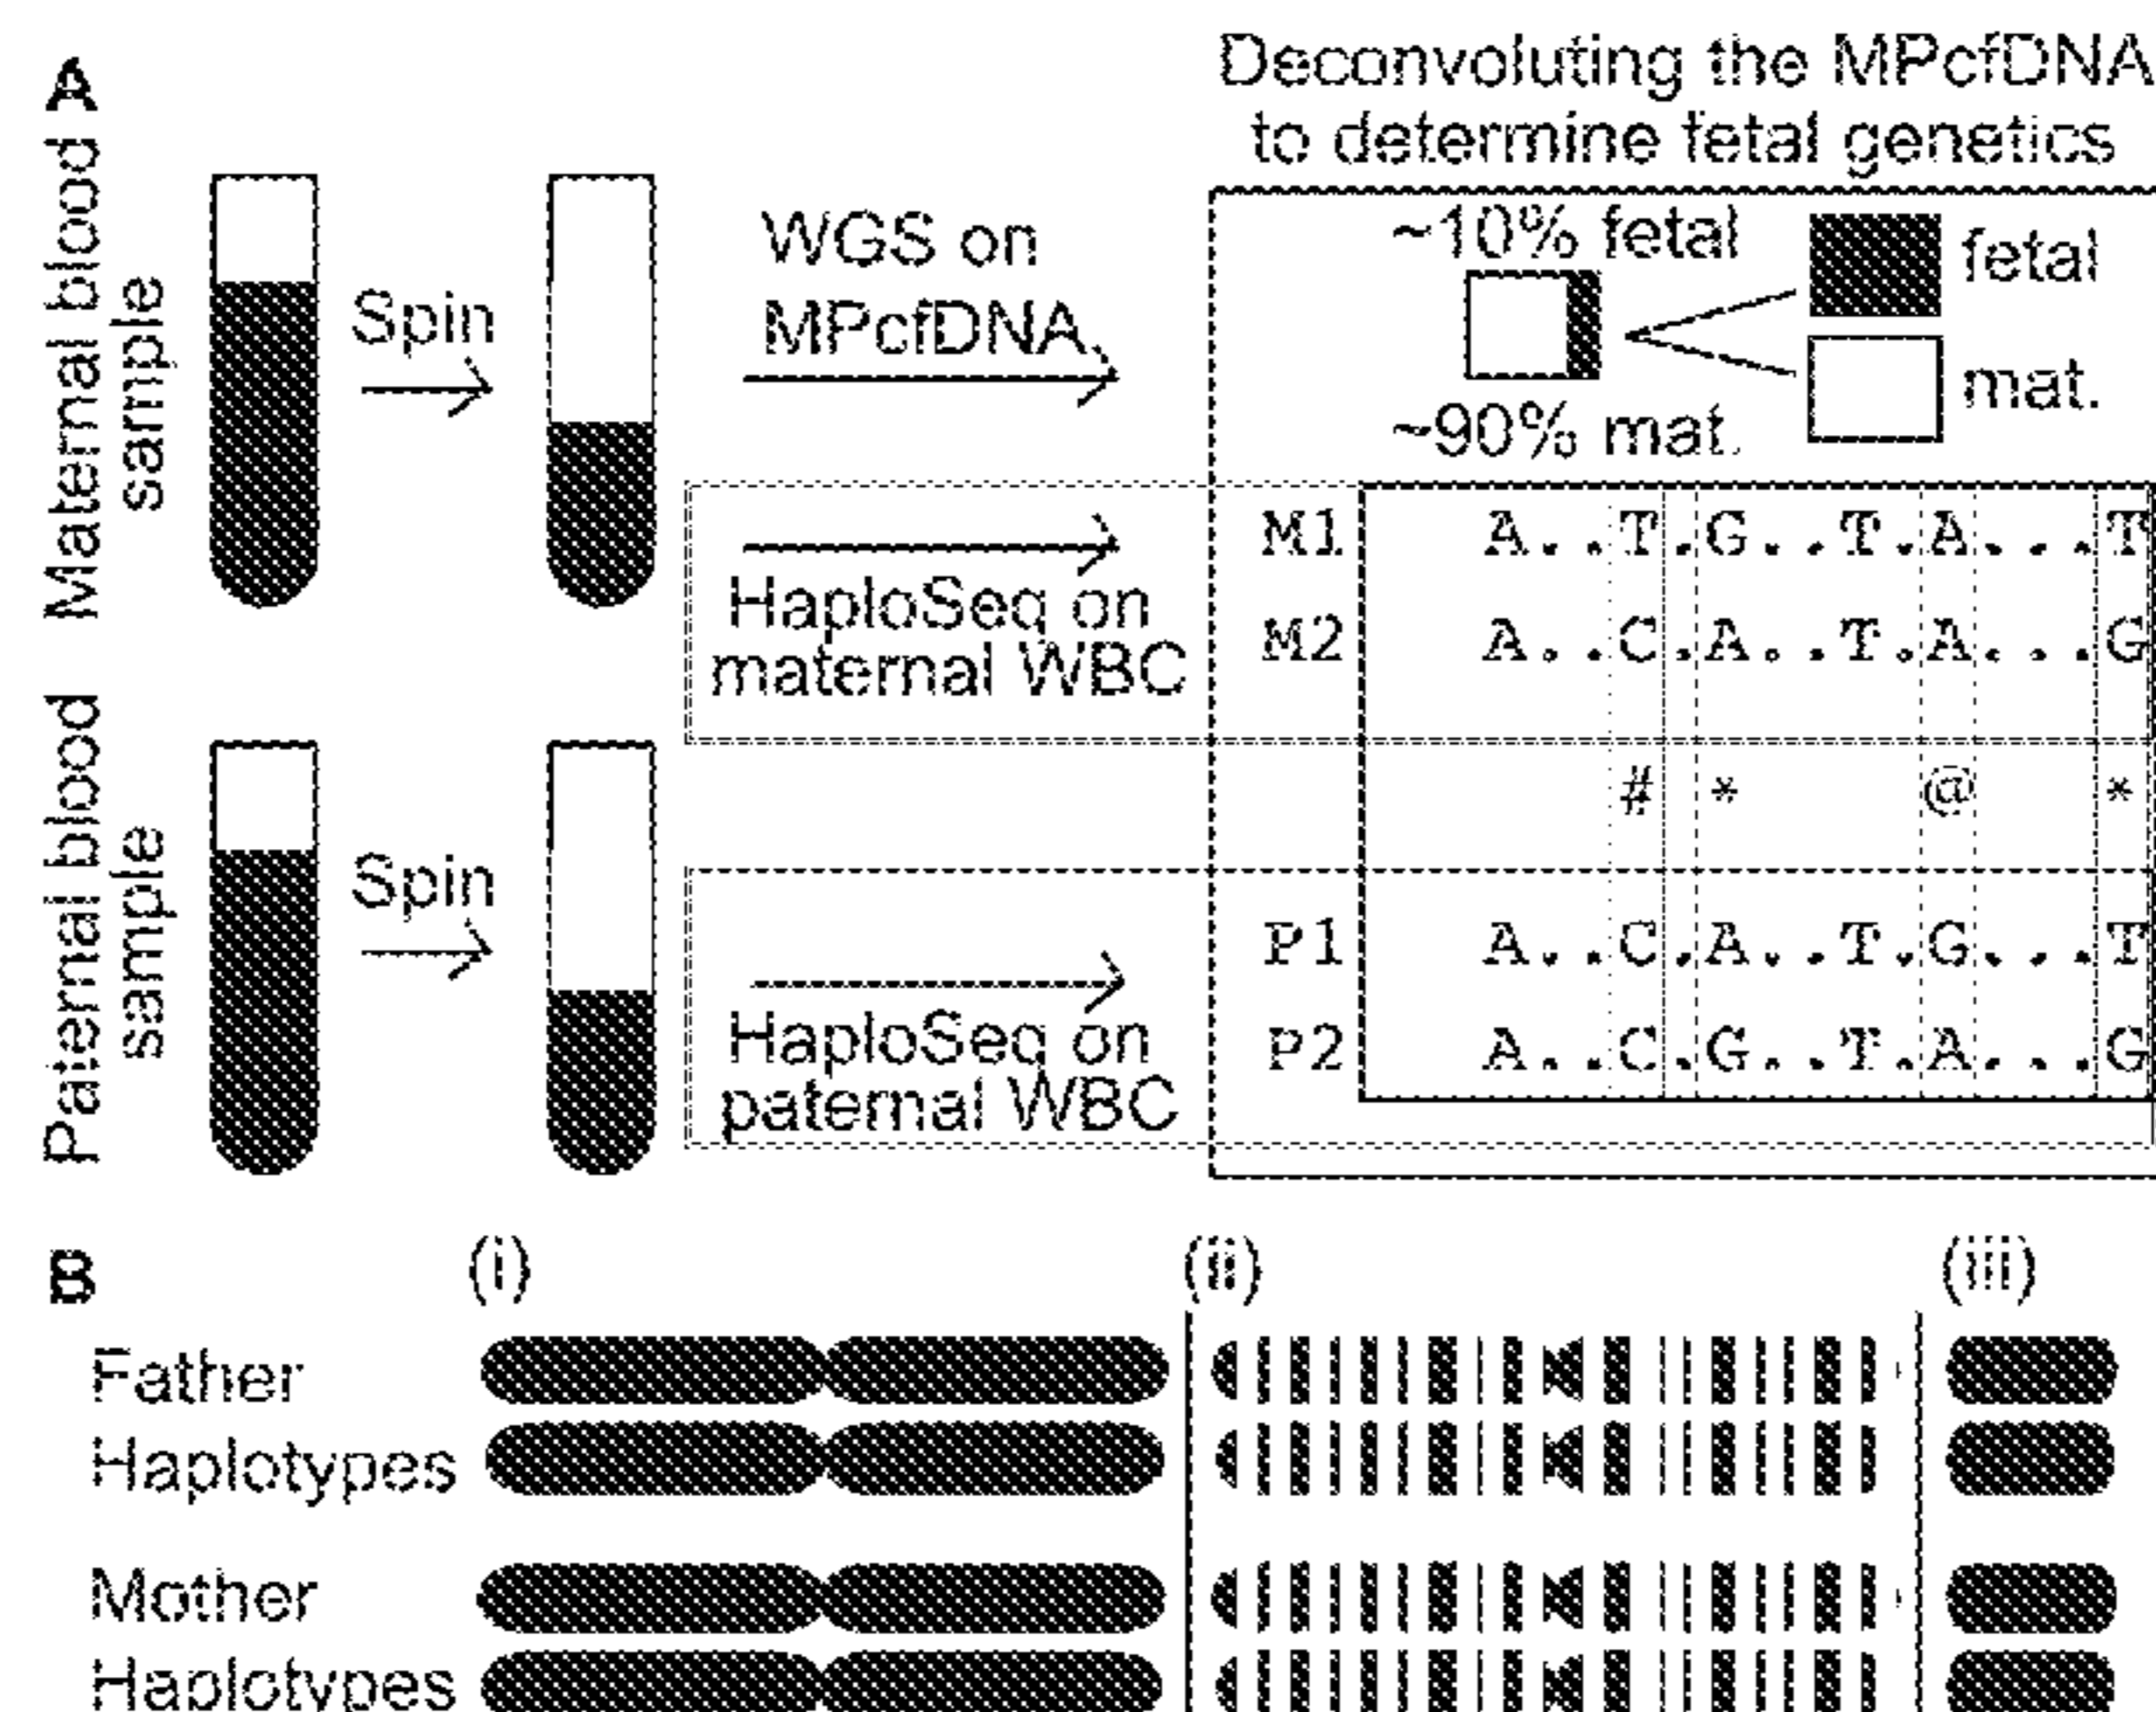 A
Deconvoluting the MPcfDNA
to determine fetal genetics
Maternal blood
sample
Spin
WGS on
MPcfDNA
~10% fetal
~90% mat.
fetal
mat.
HaploSeq on
maternal WBC
M1 A..T.G..T.A...T
M2 A..C.A..T.A...G
# * @ *
Paternal blood
sample
Spin
HaploSeq on
paternal WBC
P1 A..C.A..T.G...T
P2 A..C.G..T.A...G
B
(i)
(ii)
(iii)
Father
Haplotypes
Mother
Haplotypes